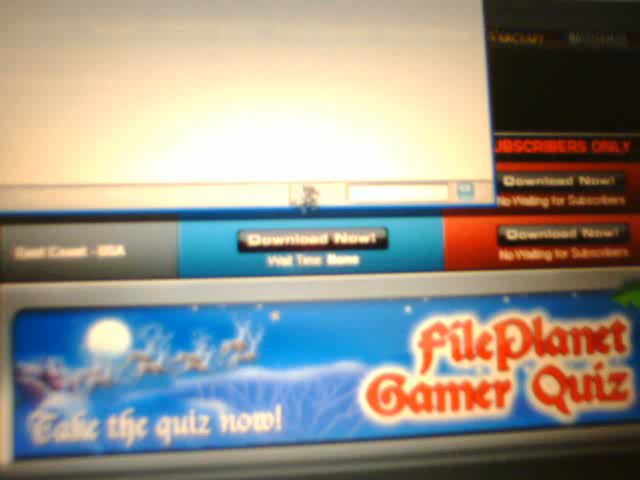 SUBSCRIBERS ONLY
Download Now!
No Waiting for Subscribers
East Coast - USA
Download Now!
Wait Time: None
Download Now!
No Waiting for Subscribers
FilePlanet
Gamer Quiz
Take the quiz now!